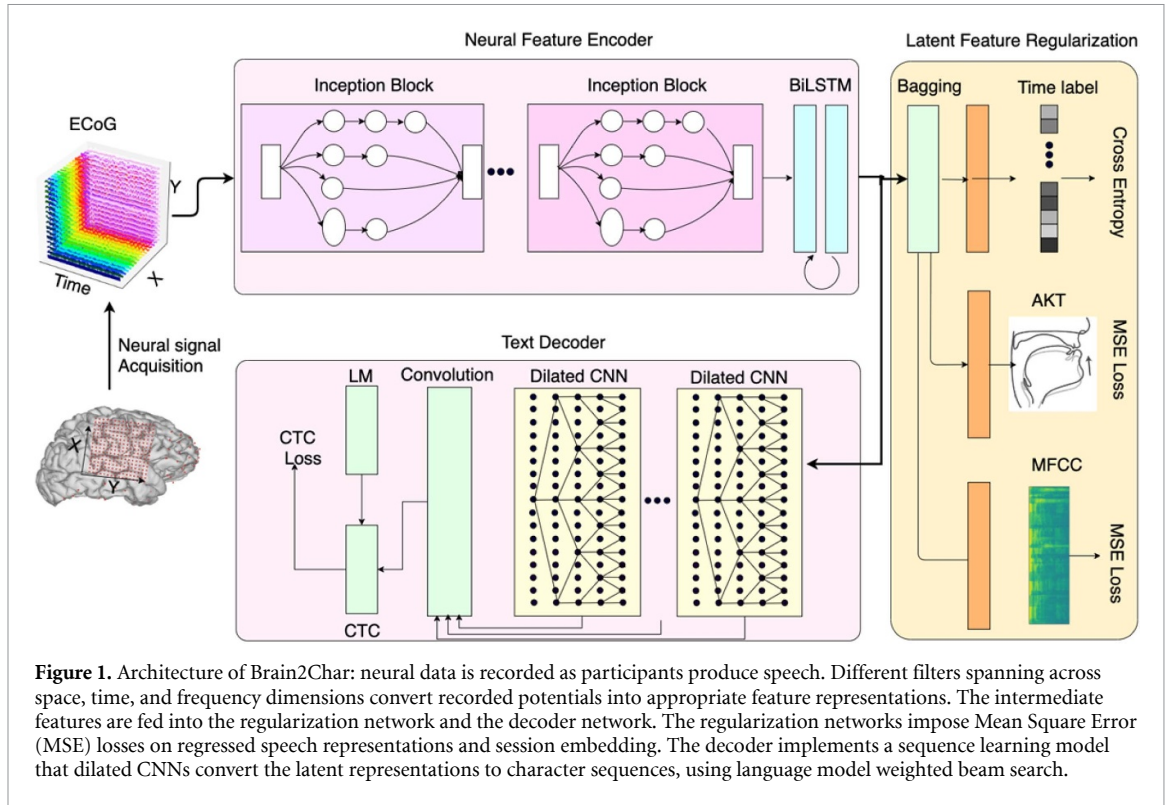 Neural Feature Encoder
Latent Feature Regularization
Inception Block
Inception Block
BiLSTM
Bagging
Time label
ECoG
Y
X
Time
Cross Entropy
Neural signal
Acquisition
X
Y
Text Decoder
LM
Convolution
Dilated CNN
Dilated CNN
CTC
Loss
CTC
AKT
MSE Loss
MFCC
MSE Loss
Figure 1. Architecture of Brain2Char: neural data is recorded as participants produce speech. Different filters spanning across
space, time, and frequency dimensions convert recorded potentials into appropriate feature representations. The intermediate
features are fed into the regularization network and the decoder network. The regularization networks impose Mean Square Error
(MSE) losses on regressed speech representations and session embedding. The decoder implements a sequence learning model
that dilated CNNs convert the latent representations to character sequences, using language model weighted beam search.